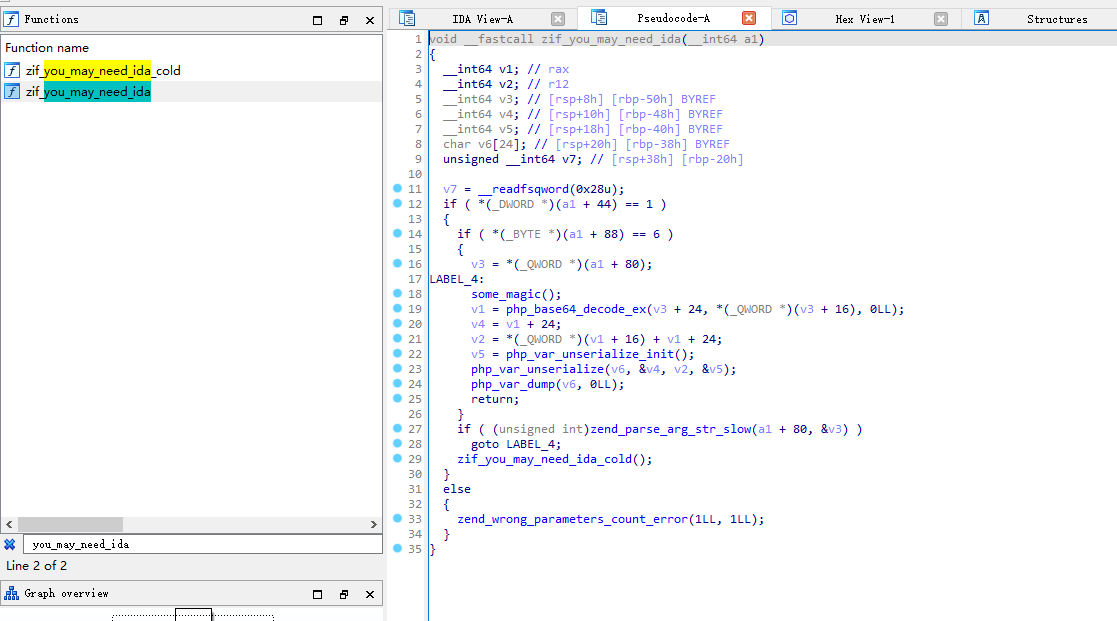 Functions
Function name
zif_you_may_need_ida_cold
zif_you_may_need_ida
you_may_need_ida
Line 2 of 2
Graph overview
IDA View-A
Pseudocode-A
Hex View-1
Structures
1 void __fastcall zif_you_may_need_ida(__int64 a1)
2 {
3 __int64 v1; // rax
4 __int64 v2; // r12
5 __int64 v3; // [rsp+8h] [rbp-50h] BYREF
6 __int64 v4; // [rsp+10h] [rbp-48h] BYREF
7 __int64 v5; // [rsp+18h] [rbp-40h] BYREF
8 char v6[24]; // [rsp+20h] [rbp-38h] BYREF
9 unsigned __int64 v7; // [rsp+38h] [rbp-20h]
10
11 v7 = __readfsqword(0x28u);
12 if ( *(_DWORD *)(a1 + 44) == 1 )
13 {
14 if ( *(_BYTE *)(a1 + 88) == 6 )
15 {
16 v3 = *(_QWORD *)(a1 + 80);
17 LABEL_4:
18 some_magic();
19 v1 = php_base64_decode_ex(v3 + 24, *(_QWORD *)(v3 + 16), 0LL);
20 v4 = v1 + 24;
21 v2 = *(_QWORD *)(v1 + 16) + v1 + 24;
22 v5 = php_var_unserialize_init();
23 php_var_unserialize(v6, &v4, v2, &v5);
24 php_var_dump(v6, 0LL);
25 return;
26 }
27 if ( (unsigned int)zend_parse_arg_str_slow(a1 + 80, &v3) )
28 goto LABEL_4;
29 zif_you_may_need_ida_cold();
30 }
31 else
32 {
33 zend_wrong_parameters_count_error(1LL, 1LL);
34 }
35 }